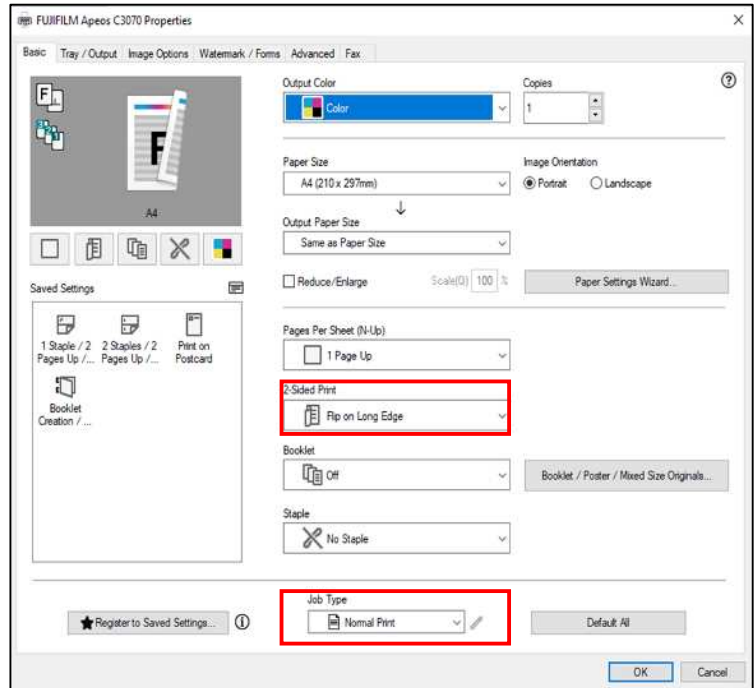 FUJIFILM Apeos C3070 Properties
Basic Tray / Output Image Options Watermark / Forms Advanced Fax
F
F
A4
Output Color
Color
Copies
1
Paper Size
A4 (210 x 297mm)
Image Orientation
Portrait Landscape
Output Paper Size
Same as Paper Size
Reduce/Enlarge
Scale(Q) 100 %
Paper Settings Wizard...
Saved Settings
1 Staple / 2
Pages Up /...
2 Staples / 2
Pages Up /...
Print on
Postcard
Booklet
Creation / ...
Pages Per Sheet (N-Up)
1 Page Up
2-Sided Print
Flip on Long Edge
Booklet
Off
Booklet / Poster / Mixed Size Originals...
Staple
No Staple
Register to Saved Settings...
Job Type
Normal Print
Default All
OK Cancel